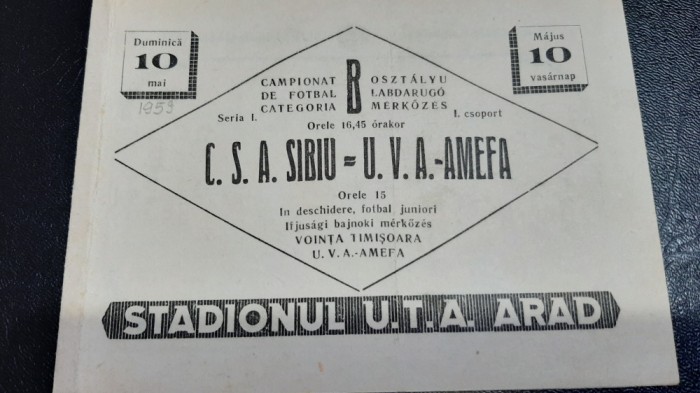 Duminică
10
mai
1959
Május
10
vasárnap
CAMPIONAT B OSZTÁLYU
DE FOTBAL LABDARUGÓ
CATEGORIA MÉRKŐZÉS
Seria I. I. csoport
Orele 16,45 órakor
C. S. A. SIBIU = U. V. A.-AMEFA
Orele 15
In deschidere, fotbal juniori
Ifjusági bajnoki mérkőzés
VOINȚA TIMIȘOARA
U. V. A.-AMEFA
STADIONUL U.T.A. ARAD